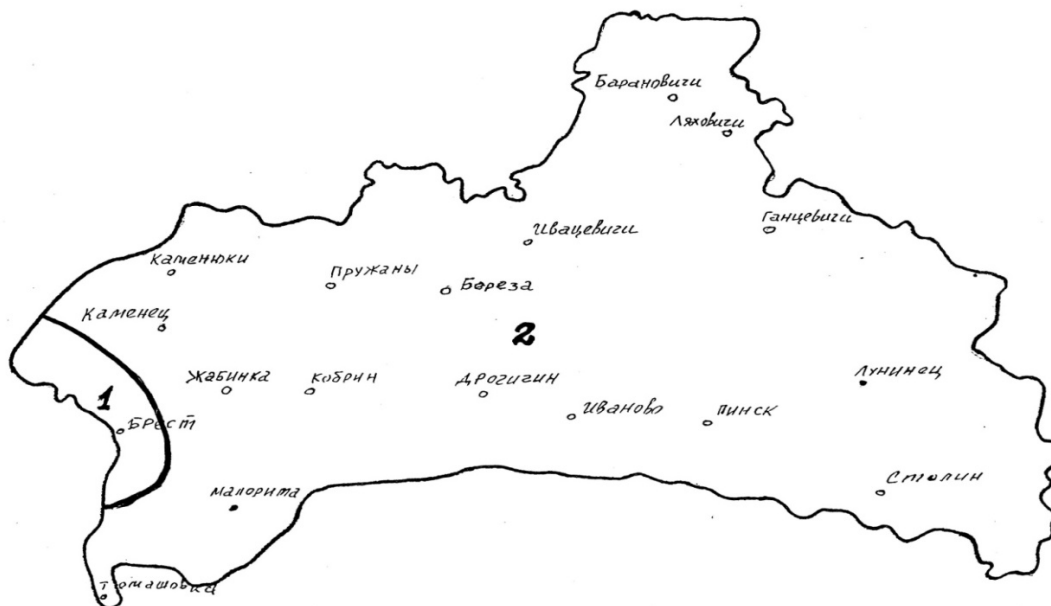 Барановичи
Ляховичи
Ганцевичи
Ивацевичи
Каменюки
Пружаны
Береза
Каменец
2
Жабинка
Кобрин
Дрогичин
Лунинец
1
Брест
Иваново
Пинск
Малорита
Столин
Томашовка